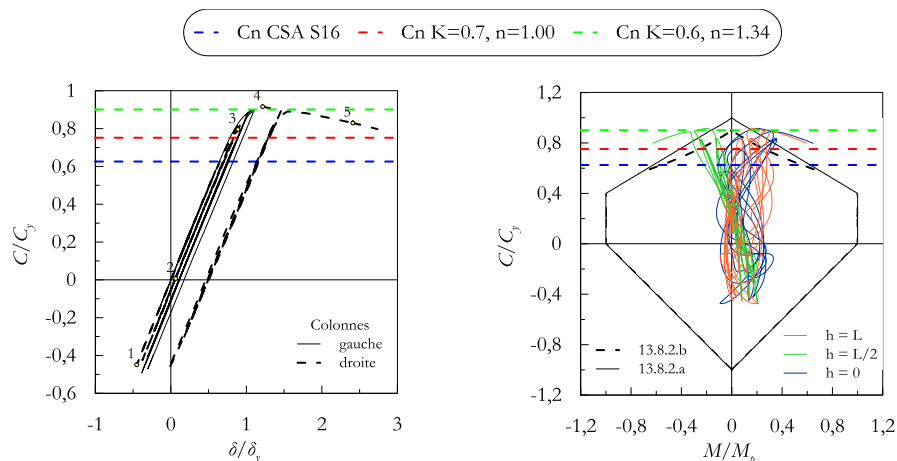 Cn CSA S16 Cn K=0.7, n=1.00 Cn K=0.6, n=1.34
1
0,8
0,6
0,4
0,2
0
-0,2
-0,4
-0,6
C/Cy
-1 0 1 2 3
δ/δy
1
2
3
4
5
Colonnes
gauche
droite
1,2
0,8
0,4
0
-0,4
-0,8
-1,2
C/Cy
-1,2 -0,8 -0,4 0 0,4 0,8 1,2
M/Mp
13.8.2.b
13.8.2.a
h = L
h = L/2
h = 0